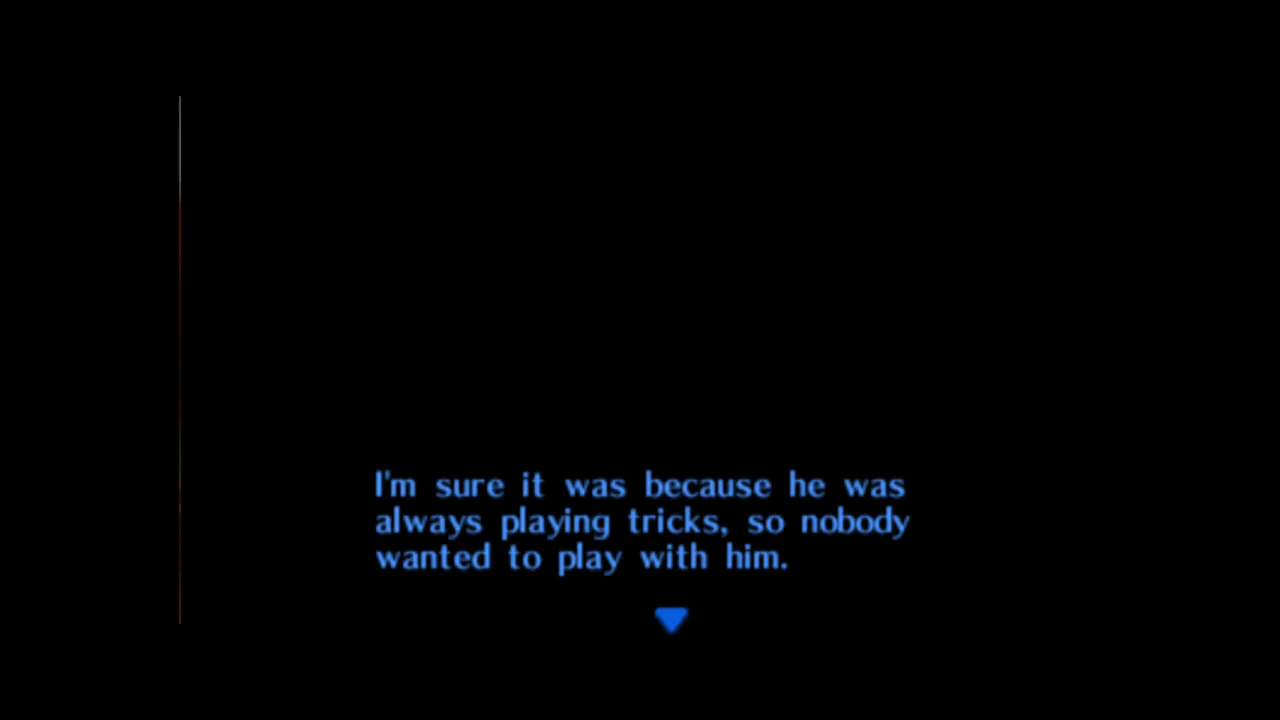 I'm sure it was because he was
always playing tricks, so nobody
wanted to play with him.